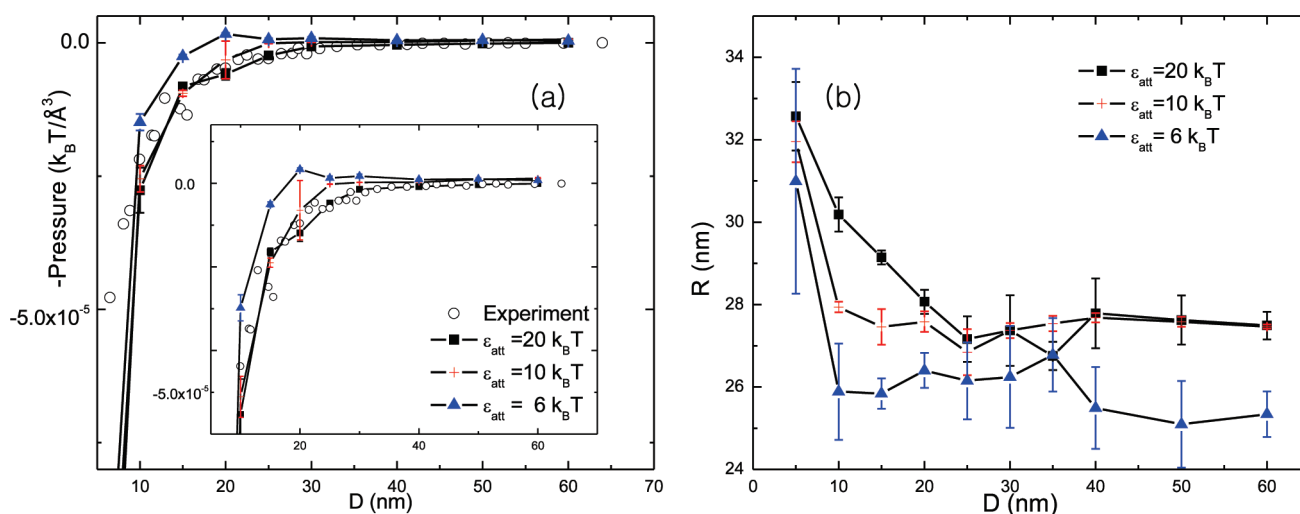 0.0
-5.0x10⁻⁵
-Pressure (k_BT/Å³)
(a)
0.0
-5.0x10⁻⁵
20
40
60
Experiment
ε_att =20 k_BT
ε_att =10 k_BT
ε_att = 6 k_BT
10 20 30 40 50 60 70
D (nm)
34
32
30
28
26
24
R (nm)
(b)
ε_att =20 k_BT
ε_att =10 k_BT
ε_att = 6 k_BT
0 10 20 30 40 50 60
D (nm)